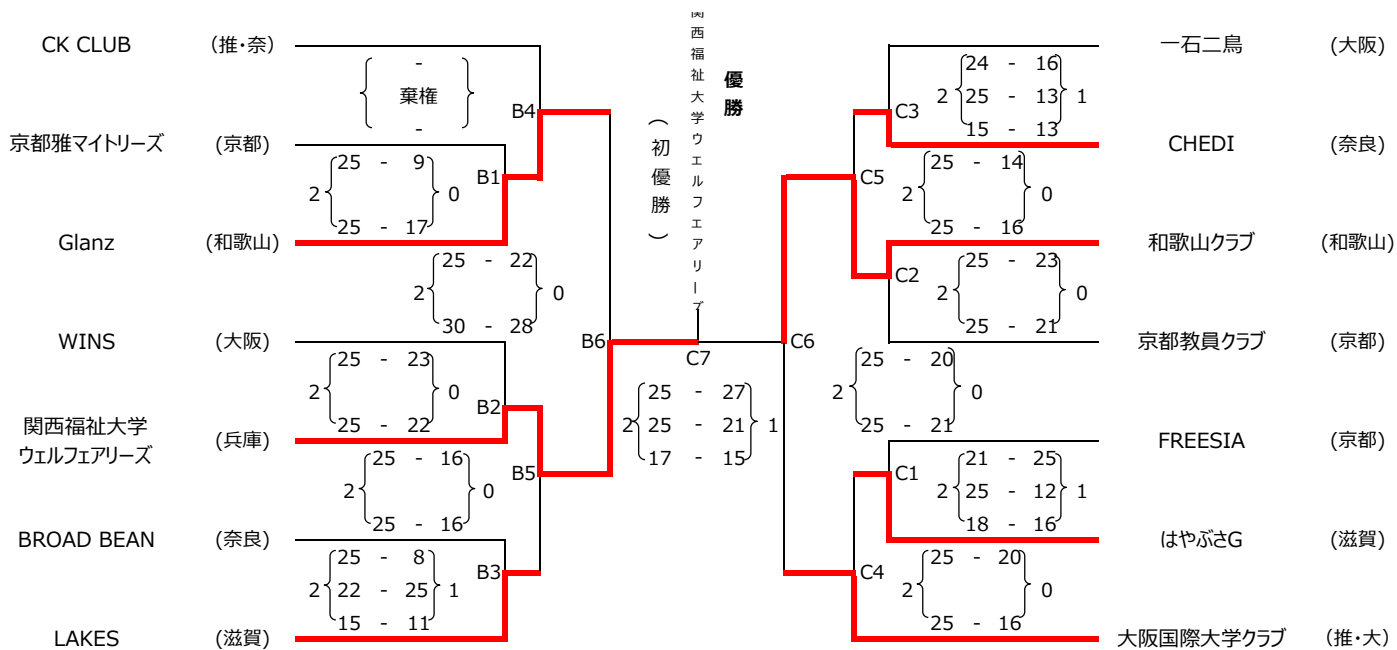 CK CLUB (推・奈)
-
棄権
-
B4
京都雅マイトリーズ (京都)
25 - 9
2 0
25 - 17
B1
Glanz (和歌山)
25 - 22
2 0
30 - 28
WINS (大阪)
B6
25 - 23
2 0
25 - 22
B2
関西福祉大学
ウェルフェアリーズ
(兵庫)
25 - 16
2 0
25 - 16
B5
BROAD BEAN (奈良)
25 - 8
2 22 - 25 1
15 - 11
B3
LAKES (滋賀)
優勝
関西福祉大学ウエルフェアリーズ
(初優勝)
C7
25 - 27
2 25 - 21 1
17 - 15
一石二鳥 (大阪)
24 - 16
2 25 - 13 1
15 - 13
C3
CHEDI (奈良)
25 - 14
2 0
25 - 16
C5
和歌山クラブ (和歌山)
C2
25 - 23
2 0
25 - 21
京都教員クラブ (京都)
C6
25 - 20
2 0
25 - 21
FREESIA (京都)
C1
21 - 25
2 25 - 12 1
18 - 16
はやぶさG (滋賀)
25 - 20
2 0
25 - 16
C4
大阪国際大学クラブ (推・大)